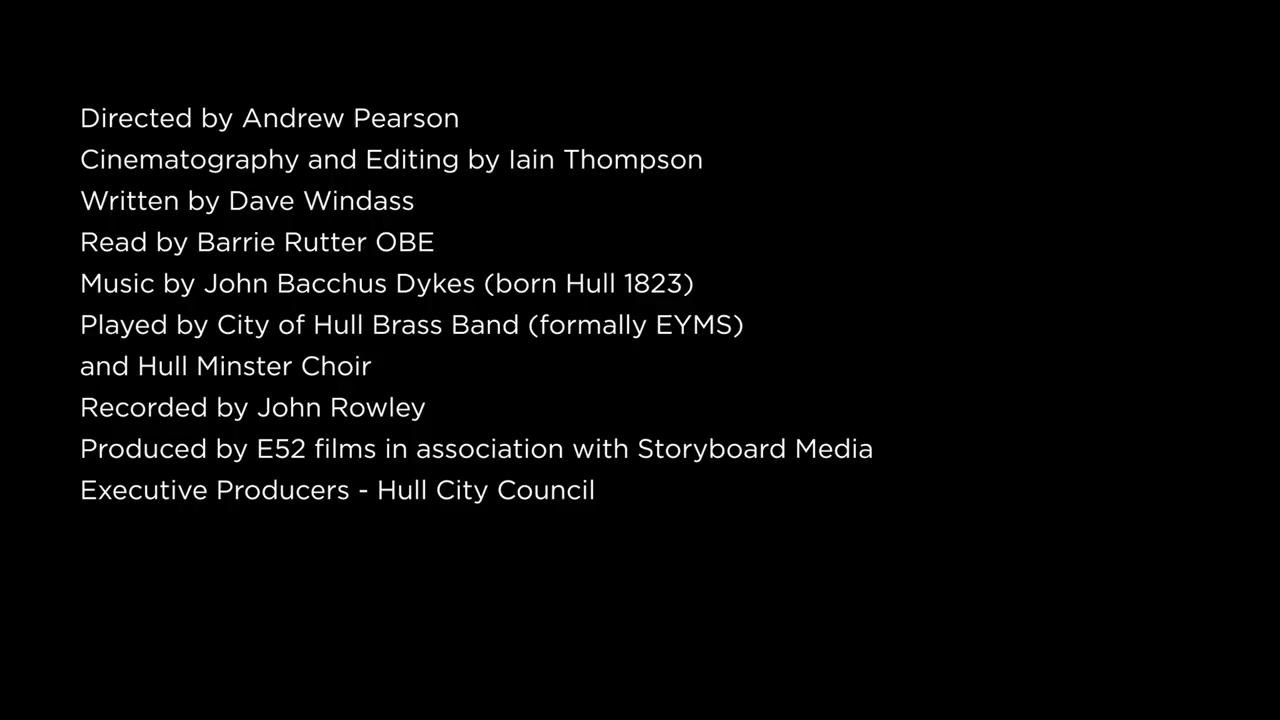 Directed by Andrew Pearson
Cinematography and Editing by Iain Thompson
Written by Dave Windass
Read by Barrie Rutter OBE
Music by John Bacchus Dykes (born Hull 1823)
Played by City of Hull Brass Band (formally EYMS)
and Hull Minster Choir
Recorded by John Rowley
Produced by E52 films in association with Storyboard Media
Executive Producers - Hull City Council